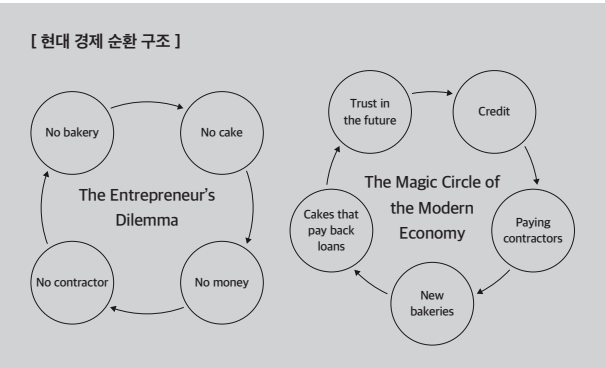 [ 현대 경제 순환 구조 ]
No bakery
No cake
The Entrepreneur’s
Dilemma
No contractor
No money
Trust in
the future
Credit
The Magic Circle of
the Modern
Economy
Cakes that
pay back
loans
Paying
contractors
New
bakeries